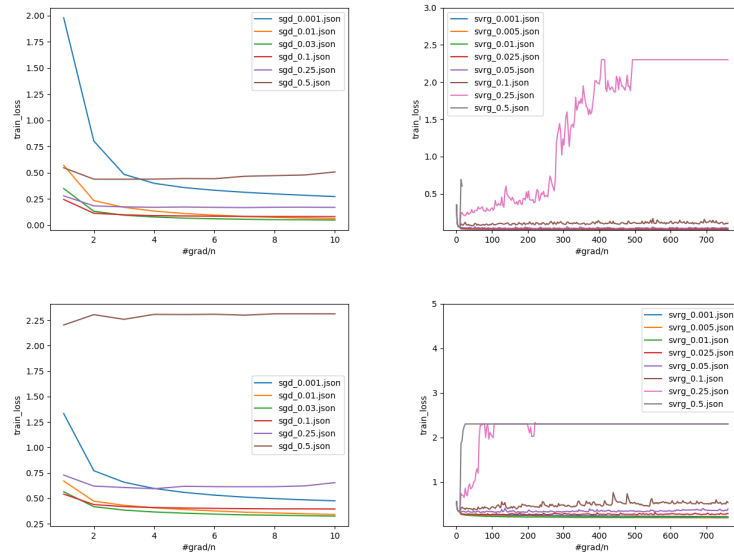 2.00
1.75
1.50
1.25
1.00
0.75
0.50
0.25
0.00
train_loss
2
4
6
8
10
#grad/n
sgd_0.001.json
sgd_0.01.json
sgd_0.03.json
sgd_0.1.json
sgd_0.25.json
sgd_0.5.json
3.0
2.5
2.0
1.5
1.0
0.5
train_loss
0
100
200
300
400
500
600
700
#grad/n
svrg_0.001.json
svrg_0.005.json
svrg_0.01.json
svrg_0.025.json
svrg_0.05.json
svrg_0.1.json
svrg_0.25.json
svrg_0.5.json
2.25
2.00
1.75
1.50
1.25
1.00
0.75
0.50
0.25
train_loss
2
4
6
8
10
#grad/n
sgd_0.001.json
sgd_0.01.json
sgd_0.03.json
sgd_0.1.json
sgd_0.25.json
sgd_0.5.json
5
4
3
2
1
train_loss
0
100
200
300
400
500
600
700
#grad/n
svrg_0.001.json
svrg_0.005.json
svrg_0.01.json
svrg_0.025.json
svrg_0.05.json
svrg_0.1.json
svrg_0.25.json
svrg_0.5.json